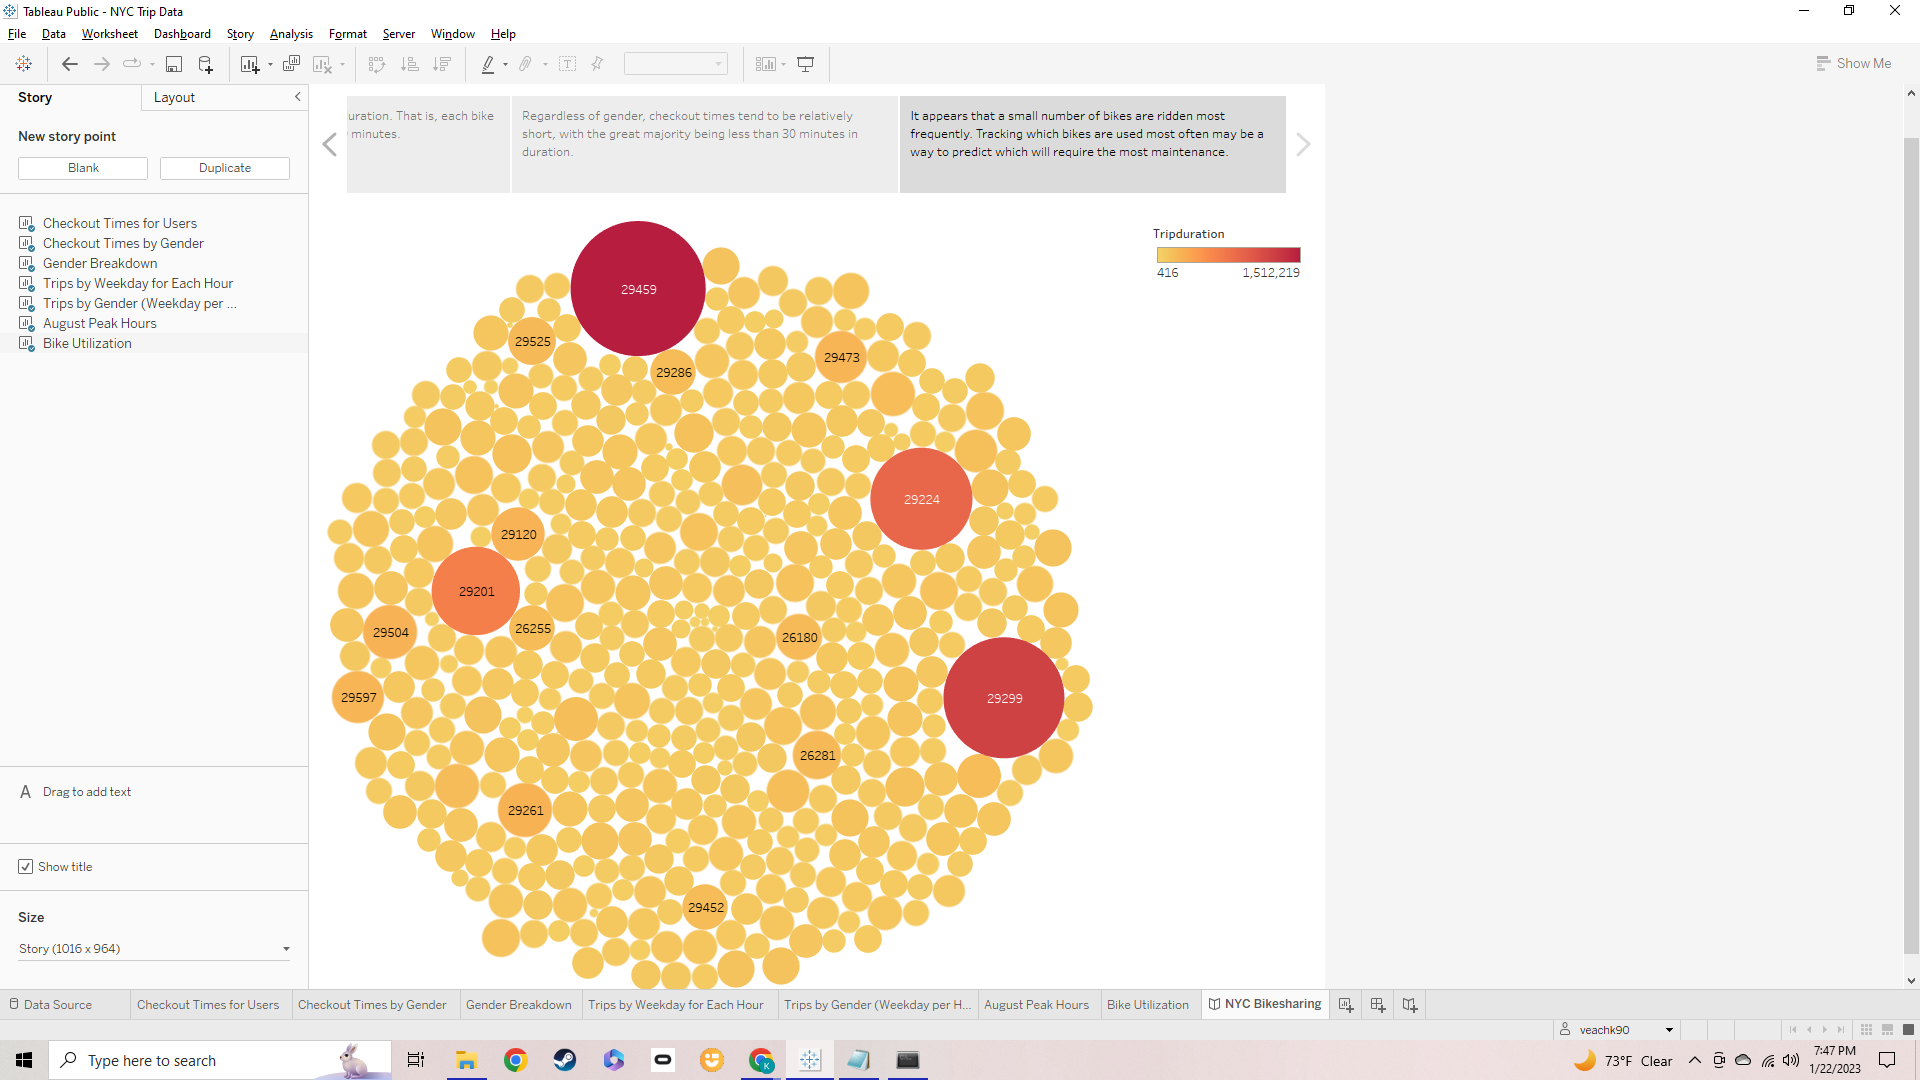 Tableau Public - NYC Trip Data
File Data Worksheet Dashboard Story Analysis Format Server Window Help
Show Me
Story Layout
New story point
Blank Duplicate
Checkout Times for Users
Checkout Times by Gender
Gender Breakdown
Trips by Weekday for Each Hour
Trips by Gender (Weekday per ...
August Peak Hours
Bike Utilization
A Drag to add text
Show title
Size
Story (1016 x 964)
uration. That is, each bike
minutes.
Regardless of gender, checkout times tend to be relatively
short, with the great majority being less than 30 minutes in
duration.
It appears that a small number of bikes are ridden most
frequently. Tracking which bikes are used most often may be a
way to predict which will require the most maintenance.
Tripduration
416 1,512,219
29459
29525
29473
29286
29224
29120
29201
29504
26255
26180
29597
29299
26281
29261
29452
Data Source Checkout Times for Users Checkout Times by Gender Gender Breakdown Trips by Weekday for Each Hour Trips by Gender (Weekday per H... August Peak Hours Bike Utilization NYC Bikesharing
veachk90
Type here to search
K
73°F Clear
7:47 PM
1/22/2023